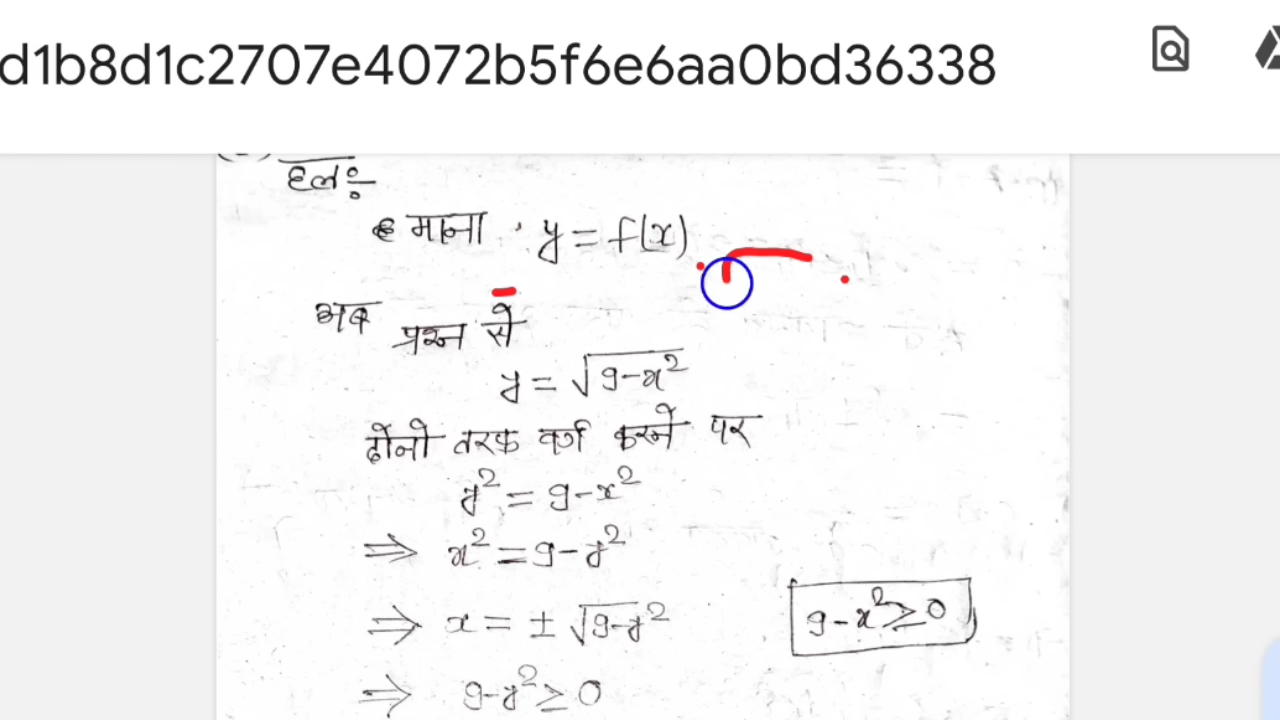 d1b8d1c2707e4072b5f6e6aa0bd36338
हलः
माना y = f(x)
अब प्रश्न से
y = √9-x²
दोनो तरफ वर्ग करने पर
y² = 9-x²
⇒ x² = 9-y²
⇒ x = ± √9-y²
9-x² ≥ 0
⇒ 9-y² ≥ 0